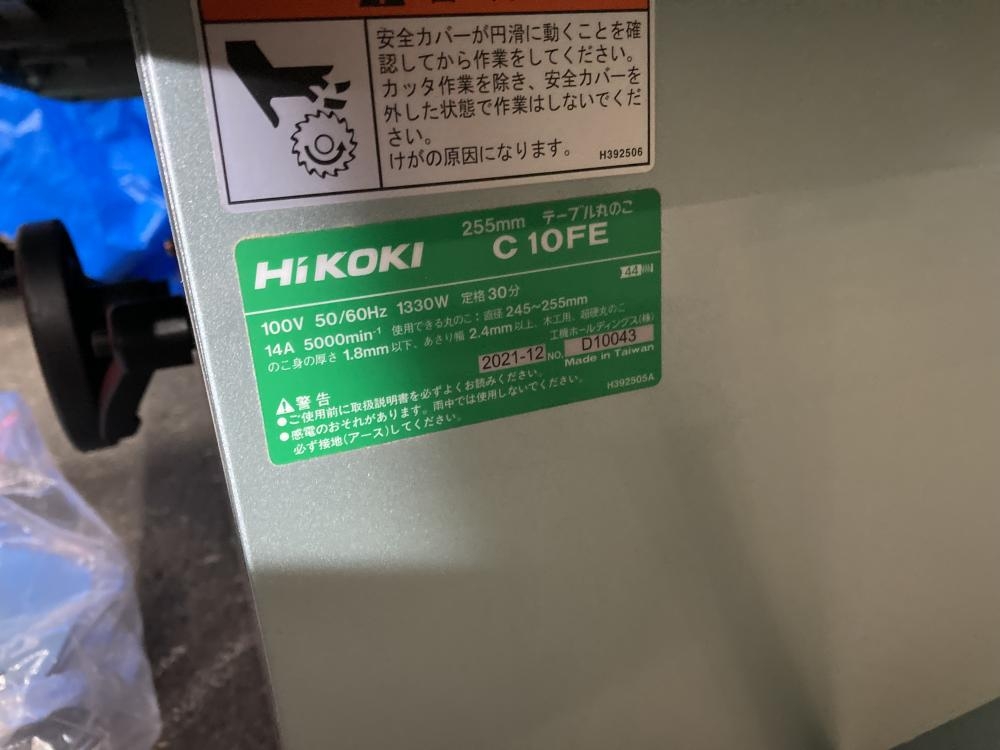 安全カバーが円滑に動くことを確
認してから作業をしてください。
カッタ作業を除き、安全カバーを
外した状態で作業はしないでくだ
さい。
けがの原因になります。
H392506
255mm テーブル丸のこ
HiKOKI C 10FE
100V 50/60Hz 1330W 定格30分 44
14A 5000min-1 使用できる丸のこ:直径245~255mm
のこ身の厚さ1.8mm以下、あさり幅2.4mm以上、木工用、超硬丸のこ
工機ホールディングス(株)
2021-12 NO. D10043
Made in Taiwan
警告
●ご使用前に取扱説明書を必ずよくお読みください。
●感電のおそれがあります。雨中では使用しないでください。
必ず接地(アース)してください。
H392505A